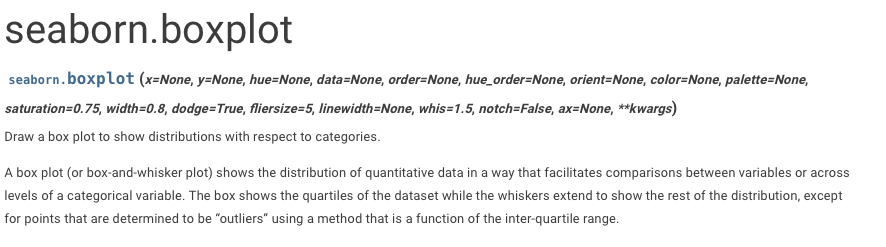 seaborn.boxplot
seaborn.boxplot (x=None, y=None, hue=None, data=None, order=None, hue_order=None, orient=None, color=None, palette=None,
saturation=0.75, width=0.8, dodge=True, fliersize=5, linewidth=None, whis=1.5, notch=False, ax=None, **kwargs)
Draw a box plot to show distributions with respect to categories.
A box plot (or box-and-whisker plot) shows the distribution of quantitative data in a way that facilitates comparisons between variables or across
levels of a categorical variable. The box shows the quartiles of the dataset while the whiskers extend to show the rest of the distribution, except
for points that are determined to be “outliers” using a method that is a function of the inter-quartile range.